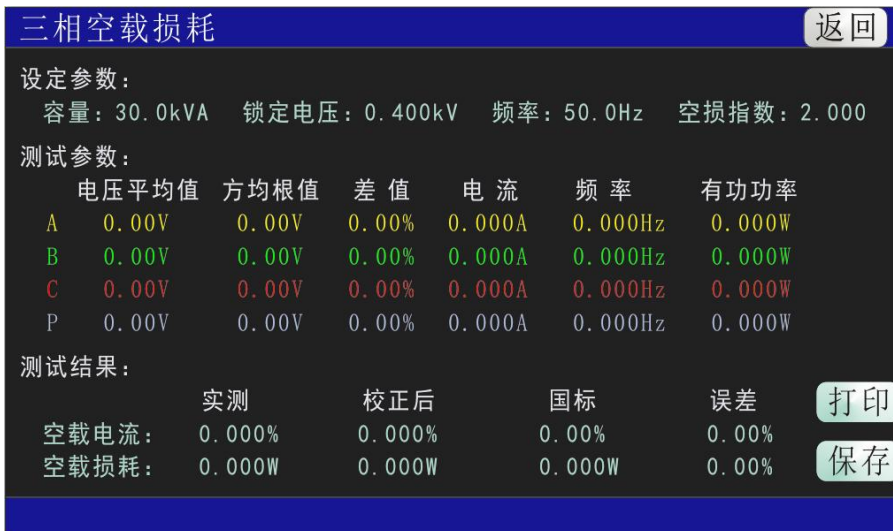 三相空载损耗 返回
设定参数:
容量: 30.0kVA 锁定电压: 0.400kV 频率: 50.0Hz 空损指数: 2.000
测试参数:
电压平均值 方均根值 差 值 电 流 频 率 有功功率
A 0.00V 0.00V 0.00% 0.000A 0.000Hz 0.000W
B 0.00V 0.00V 0.00% 0.000A 0.000Hz 0.000W
C 0.00V 0.00V 0.00% 0.000A 0.000Hz 0.000W
P 0.00V 0.00V 0.00% 0.000A 0.000Hz 0.000W
测试结果:
实测 校正后 国标 误差 打印
空载电流: 0.000% 0.000% 0.00% 0.00%
空载损耗: 0.000W 0.000W 0.000W 0.00% 保存